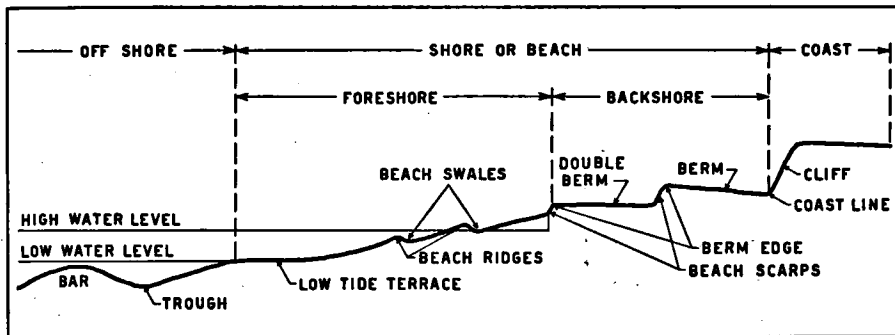 OFF SHORE
SHORE OR BEACH
COAST
FORESHORE
BACKSHORE
BEACH SWALES
DOUBLE
BERM
BERM
CLIFF
COAST LINE
HIGH WATER LEVEL
LOW WATER LEVEL
BEACH RIDGES
BERM EDGE
BEACH SCARPS
BAR
LOW TIDE TERRACE
TROUGH